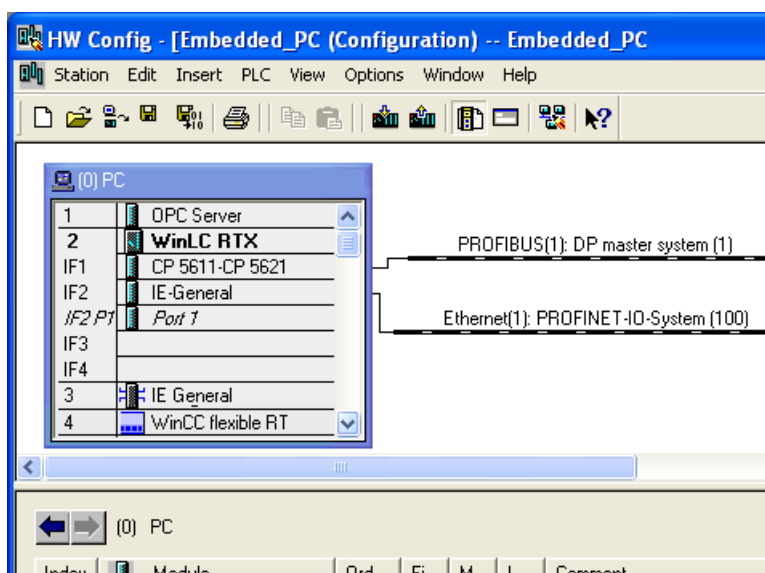 HW Config - [Embedded_PC (Configuration) -- Embedded_PC
Station Edit Insert PLC View Options Window Help
(0) PC
1 OPC Server
2 WinLC RTX
IF1 CP 5611-CP 5621
IF2 IE-General
IF2 P1 Port 1
IF3
IF4
3 IE General
4 WinCC flexible RT
PROFIBUS(1): DP master system (1)
Ethernet(1): PROFINET-IO-System (100)
(0) PC
Index Module Ord... Fi... M... I... Comment